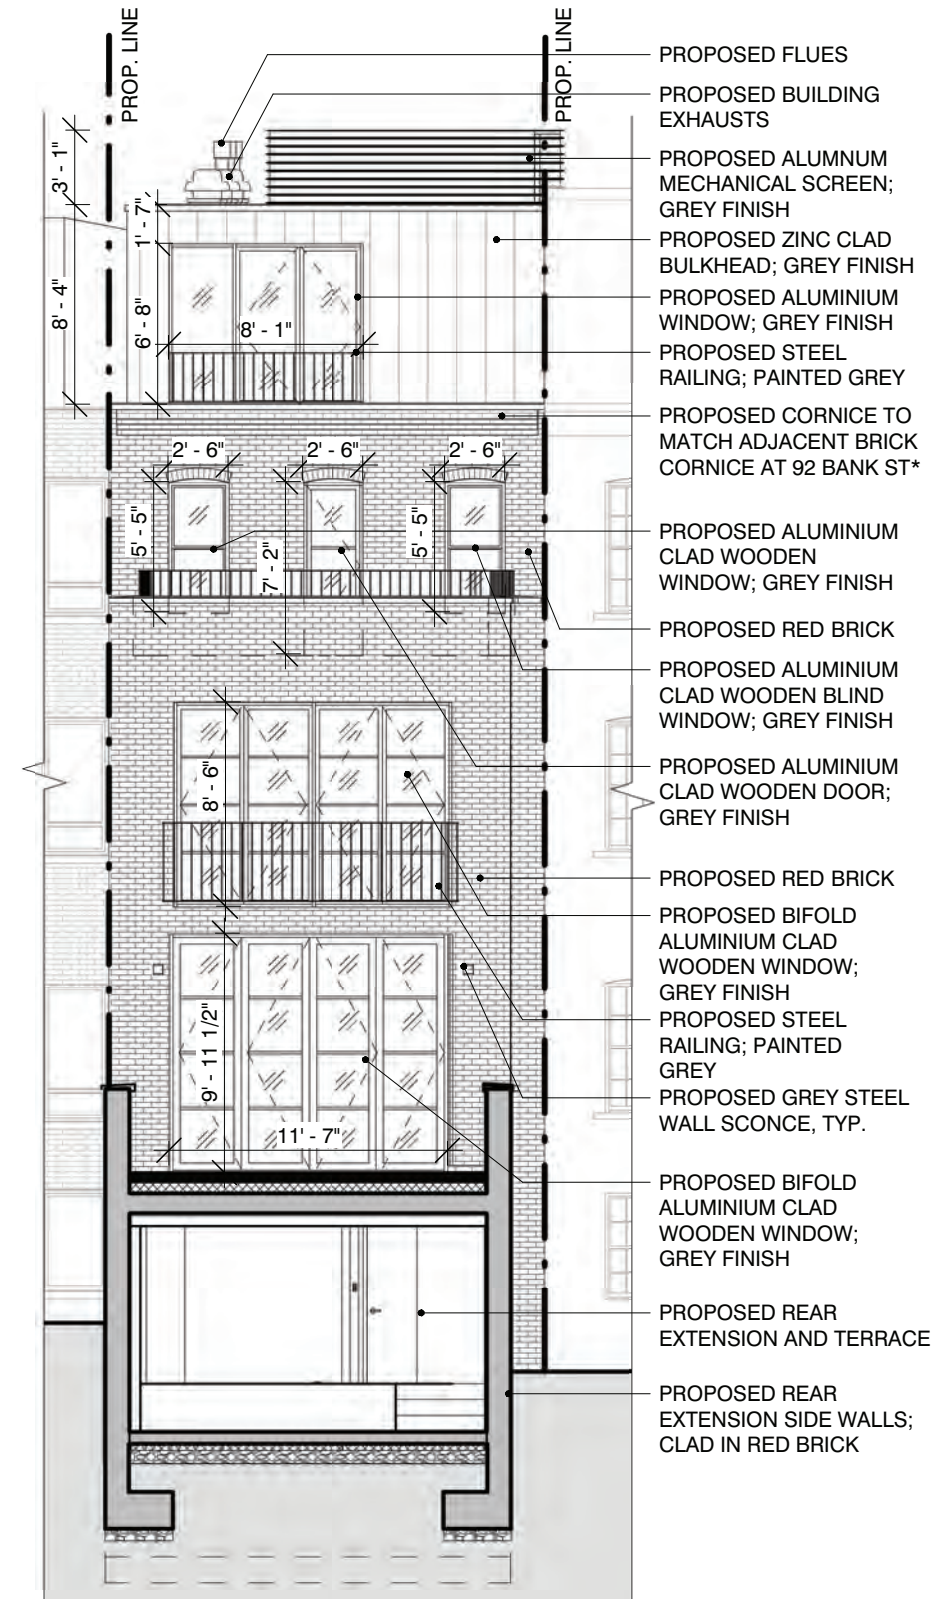 PROP. LINE
PROP. LINE
PROPOSED FLUES
PROPOSED BUILDING
EXHAUSTS
PROPOSED ALUMNUM
MECHANICAL SCREEN;
GREY FINISH
PROPOSED ZINC CLAD
BULKHEAD; GREY FINISH
PROPOSED ALUMINIUM
WINDOW; GREY FINISH
PROPOSED STEEL
RAILING; PAINTED GREY
PROPOSED CORNICE TO
MATCH ADJACENT BRICK
CORNICE AT 92 BANK ST*
PROPOSED ALUMINIUM
CLAD WOODEN
WINDOW; GREY FINISH
PROPOSED RED BRICK
PROPOSED ALUMINIUM
CLAD WOODEN BLIND
WINDOW; GREY FINISH
PROPOSED ALUMINIUM
CLAD WOODEN DOOR;
GREY FINISH
PROPOSED RED BRICK
PROPOSED BIFOLD
ALUMINIUM CLAD
WOODEN WINDOW;
GREY FINISH
PROPOSED STEEL
RAILING; PAINTED
GREY
PROPOSED GREY STEEL
WALL SCONCE, TYP.
PROPOSED BIFOLD
ALUMINIUM CLAD
WOODEN WINDOW;
GREY FINISH
PROPOSED REAR
EXTENSION AND TERRACE
PROPOSED REAR
EXTENSION SIDE WALLS;
CLAD IN RED BRICK
3' - 1"
1' - 7"
8' - 4"
6' - 8"
8' - 1"
2' - 6"
2' - 6"
2' - 6"
5' - 5"
7' - 2"
5' - 5"
8' - 6"
9' - 11 1/2"
11' - 7"